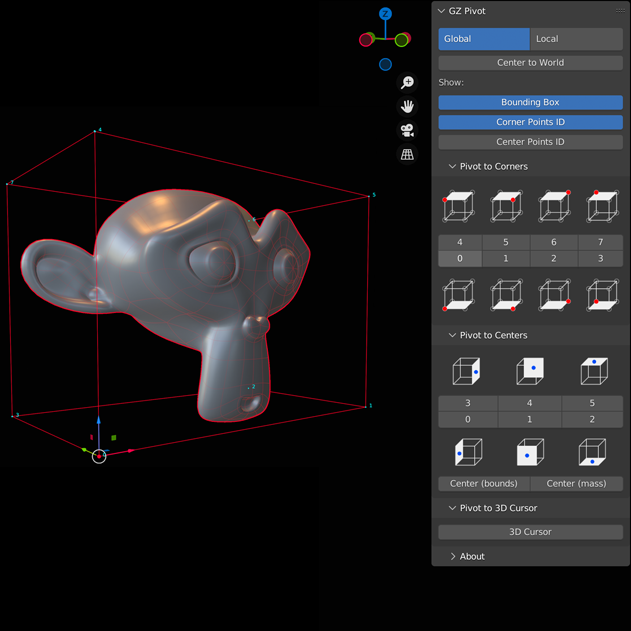 GZ Pivot
Z
Global Local
Center to World
Show:
Bounding Box
Corner Points ID
Center Points ID
Pivot to Corners
4 5 6 7
0 1 2 3
Pivot to Centers
3 4 5
0 1 2
Center (bounds) Center (mass)
Pivot to 3D Cursor
3D Cursor
About
4
7
5
6
2
1
3